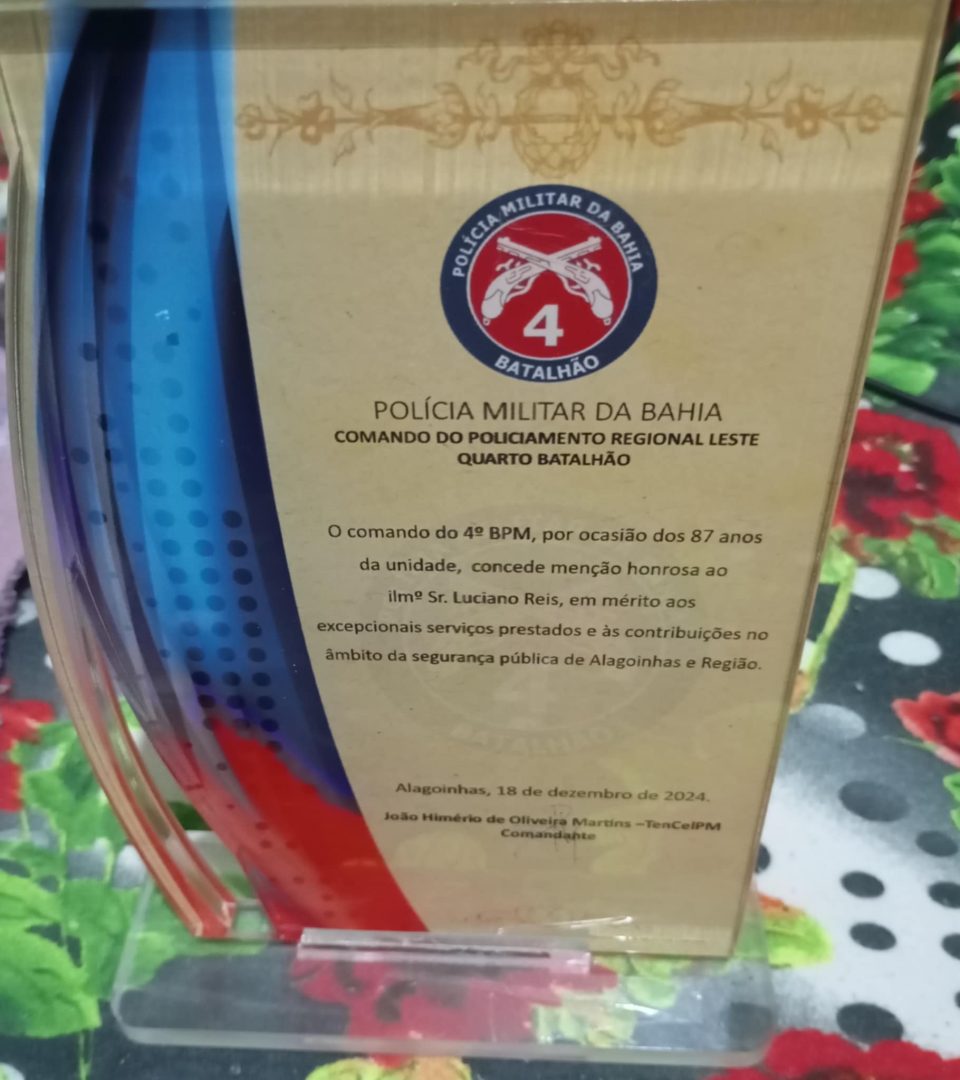 POLÍCIA MILITAR DA BAHIA
4
BATALHÃO
POLÍCIA MILITAR DA BAHIA
COMANDO DO POLICIAMENTO REGIONAL LESTE
QUARTO BATALHÃO
O comando do 4º BPM, por ocasião dos 87 anos
da unidade, concede menção honrosa ao
ilmº Sr. Luciano Reis, em mérito aos
excepcionais serviços prestados e às contribuições no
âmbito da segurança pública de Alagoinhas e Região.
4
BATALHÃO
Alagoinhas, 18 de dezembro de 2024.
João Himério de Oliveira Martins –TenCelPM
Comandante